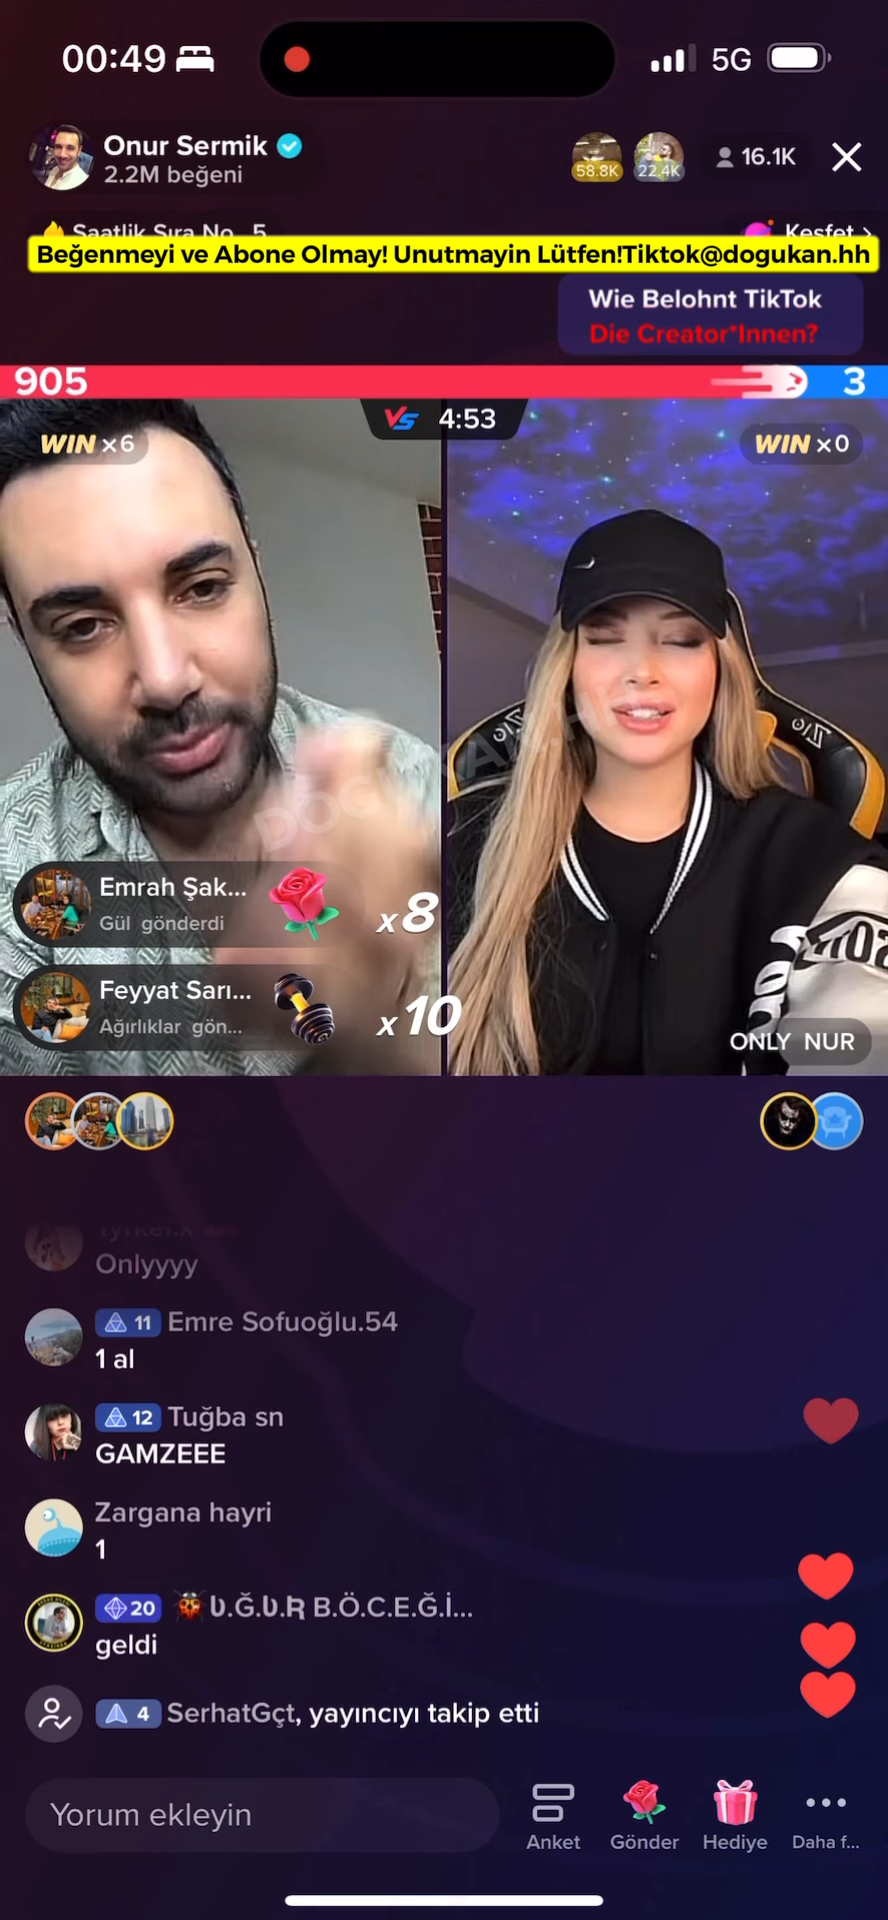 00:49
5G
Onur Sermik
2.2M beğeni
58.8K
22.4K
16.1K
Saatlik Sıra No. 5
Keşfet >
Beğenmeyi ve Abone Olmay! Unutmayin Lütfen!Tiktok@dogukan.hh
Wie Belohnt TikTok
Die Creator*Innen?
905
3
VS 4:53
WIN x6
WIN x0
Emrah Şak...
Gül gönderdi
x8
Feyyat Sarı...
Ağırlıklar gön...
x10
ONLY NUR
Onlyyyy
11 Emre Sofuoğlu.54
1 al
12 Tuğba sn
GAMZEEE
Zargana hayri
1
20 🐞U.Ğ.U.R B.Ö.C.E.Ğ.İ...
geldi
4 SerhatGçt, yayıncıyı takip etti
Yorum ekleyin
Anket
Gönder
Hediye
Daha f...